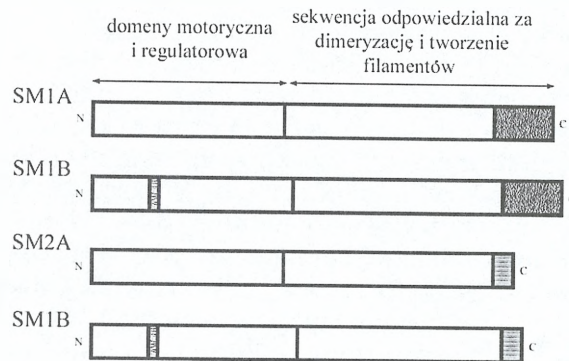 domeny motoryczna
i regulatorowa
sekwencja odpowiedzialna za
dimeryzację i tworzenie
filamentów
SM1A
N
C
SM1B
N
SM2A
N
C
SM1B
N
C